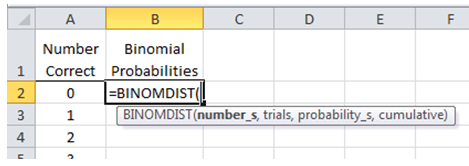 A B C D E F
Number Binomial
1 Correct Probabilities
2 0 =BINOMDIST(
3 1 BINOMDIST(number_s, trials, probability_s, cumulative)
4 2